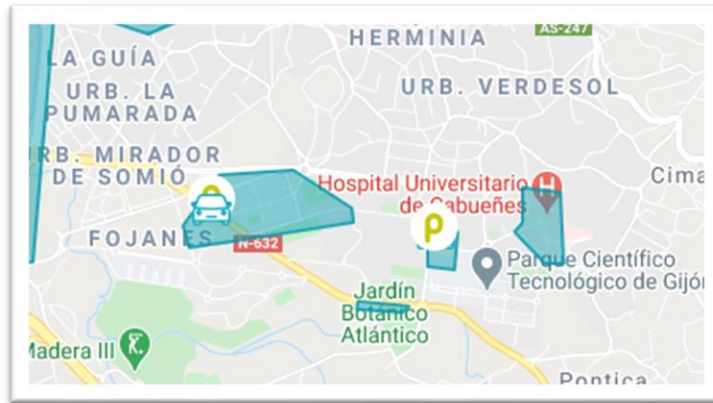 AS-247
HERMINIA
LA GUÍA
URB. LA
PUMARADA
URB. VERDESOL
URB. MIRADOR
DE SOMIÓ
Hospital Universitario
de Cabueñes
H
Cima
FOJANES
N-632
p
Parque Científico
Tecnológico de Gijó
Jardín
Botánico
Atlántico
Madera III
Pontica